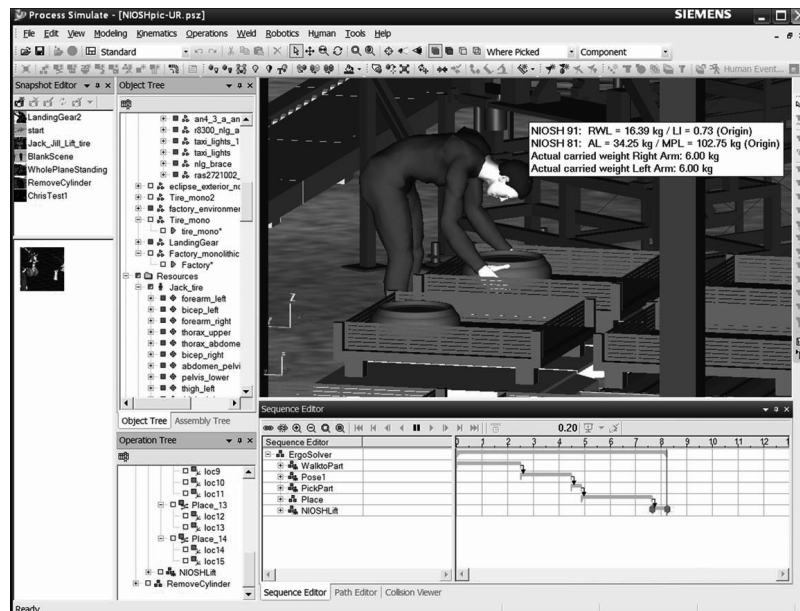 Process Simulate - [NIOSHpic-UR.psz]
SIEMENS
File Edit View Modeling Kinematics Operations Weld Robotics Human Tools Help
Standard
Where Picked
Component
Human Event...
Snapshot Editor
LandingGear2
start
Jack_Jill_Lift_tire
BlankScene
WholePlaneStanding
RemoveCylinder
ChrisTest1
Object Tree
an4_3_a_an
r8300_nlg_a
taxi_lights_1
taxi_lights
nlg_brace
ras2721002_
eclipse_exterior_no
Tire_mono2
factory_environmer
Tire_mono
tire_mono*
LandingGear
Factory_monolithic
Factory*
Resources
Jack_tire
forearm_left
bicep_left
forearm_right
thorax_upper
thorax_abdome
bicep_right
abdomen_pelvi
pelvis_lower
thigh_left
Object Tree Assembly Tree
NIOSH 91: RWL = 16.39 kg / LI = 0.73 (Origin)
NIOSH 81: AL = 34.25 kg / MPL = 102.75 kg (Origin)
Actual carried weight Right Arm: 6.00 kg
Actual carried weight Left Arm: 6.00 kg
Z
Operation Tree
loc9
loc10
loc11
Place_13
loc12
loc13
Place_14
loc14
loc15
NIOSHLift
RemoveCylinder
Sequence Editor
0.20
Sequence Editor
0 1 2 3 4 5 6 7 8 9 10 11 12 1
ErgoSolver
WalktoPart
Pose1
PickPart
Place
NIOSHLift
Sequence Editor Path Editor Collision Viewer
Ready